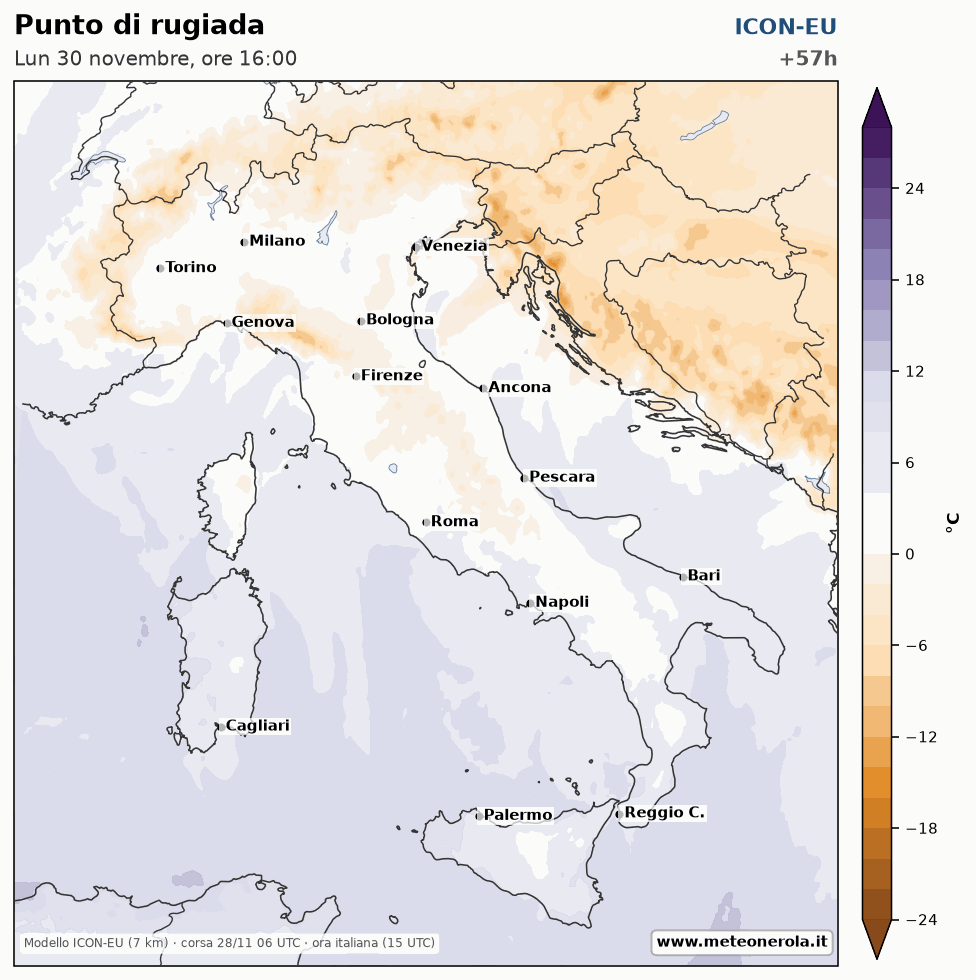 Punto di rugiada
ICON-EU
Lun 30 novembre, ore 16:00
+57h
Milano
Venezia
Torino
Genova
Bologna
Firenze
Ancona
Pescara
Roma
Bari
Napoli
Cagliari
Palermo
Reggio C.
24
18
12
6
0
−6
−12
−18
−24
°C
Modello ICON-EU (7 km) · corsa 28/11 06 UTC · ora italiana (15 UTC)
www.meteonerola.it